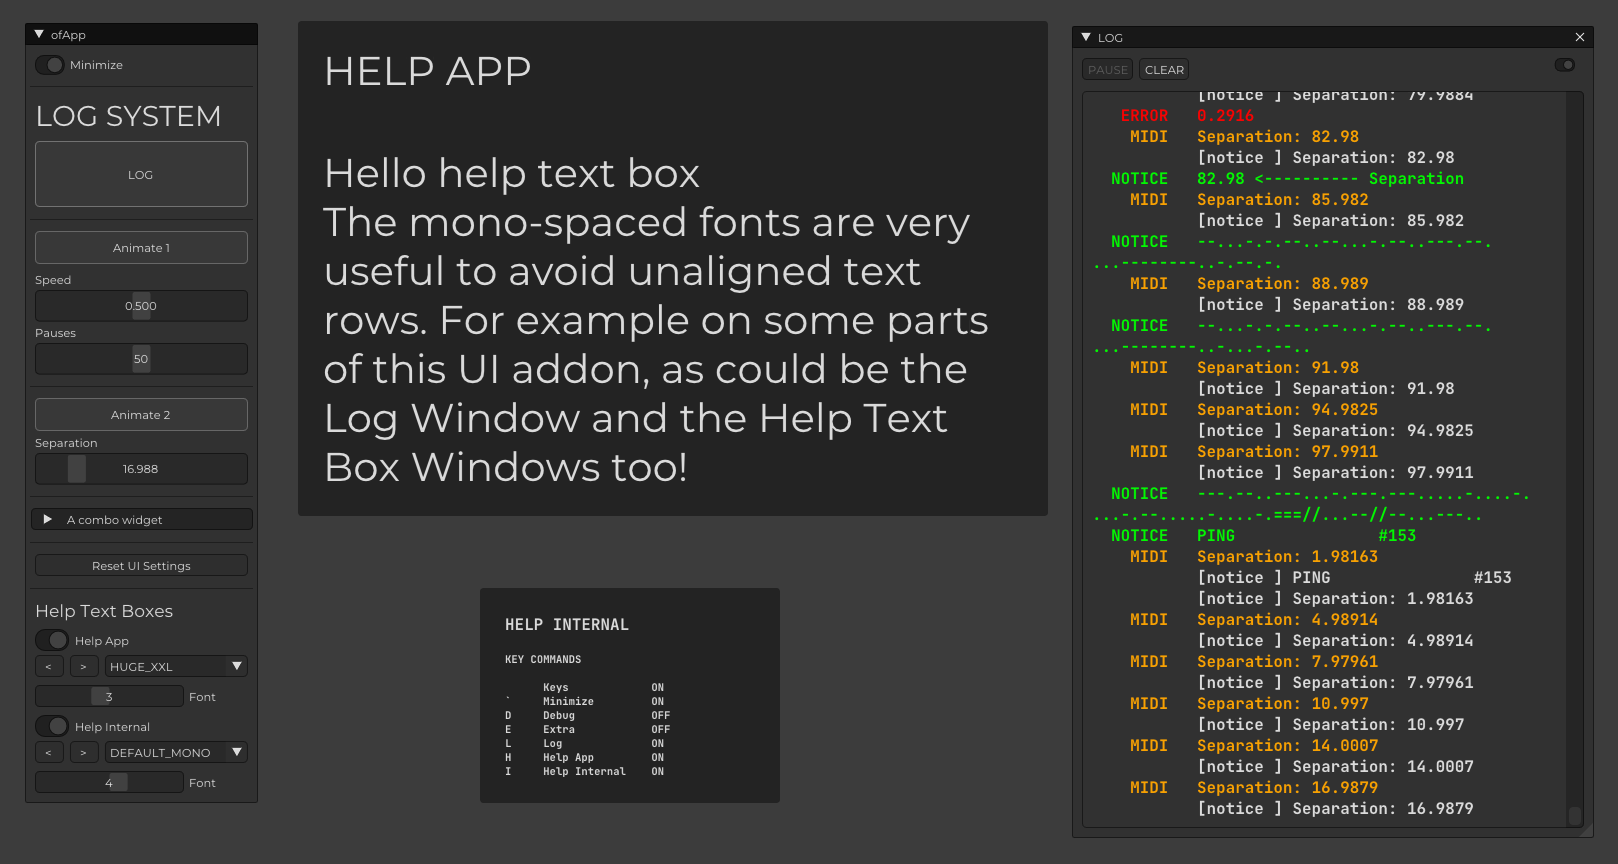 ofApp
Minimize
LOG SYSTEM
LOG
Animate 1
Speed
0.500
Pauses
50
Animate 2
Separation
16.988
A combo widget
Reset UI Settings
Help Text Boxes
Help App
< > HUGE_XXL
3 Font
Help Internal
< > DEFAULT_MONO
4 Font
HELP APP
Hello help text box
The mono-spaced fonts are very
useful to avoid unaligned text
rows. For example on some parts
of this UI addon, as could be the
Log Window and the Help Text
Box Windows too!
HELP INTERNAL
KEY COMMANDS
Keys ON
` Minimize ON
D Debug OFF
E Extra OFF
L Log ON
H Help App ON
I Help Internal ON
LOG
PAUSE CLEAR
[notice ] Separation: 79.9884
ERROR 0.2916
MIDI Separation: 82.98
[notice ] Separation: 82.98
NOTICE 82.98 <---------- Separation
MIDI Separation: 85.982
[notice ] Separation: 85.982
NOTICE --...-.-.--..--...-.--..---.--.
...--------..-.--.-.
MIDI Separation: 88.989
[notice ] Separation: 88.989
NOTICE --...-.-.--..--...-.--..---.--.
...--------..-...-.--..
MIDI Separation: 91.98
[notice ] Separation: 91.98
MIDI Separation: 94.9825
[notice ] Separation: 94.9825
MIDI Separation: 97.9911
[notice ] Separation: 97.9911
NOTICE ---.--..---...-.---.---.....-....-.
...-.--.....-....-.===//...--//--...---..
NOTICE PING #153
MIDI Separation: 1.98163
[notice ] PING #153
[notice ] Separation: 1.98163
MIDI Separation: 4.98914
[notice ] Separation: 4.98914
MIDI Separation: 7.97961
[notice ] Separation: 7.97961
MIDI Separation: 10.997
[notice ] Separation: 10.997
MIDI Separation: 14.0007
[notice ] Separation: 14.0007
MIDI Separation: 16.9879
[notice ] Separation: 16.9879